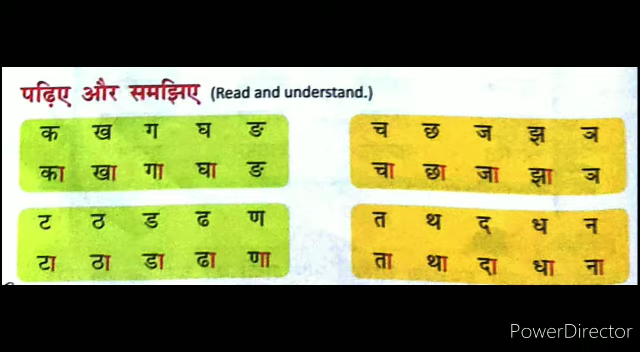 पढ़िए और समझिए (Read and understand.)
क ख ग घ ङ
का खा गा घा ङ
च छ ज झ ञ
चा छा जा झा ञ
ट ठ ड ढ ण
टा ठा डा ढा णा
त थ द ध न
ता था दा धा ना
PowerDirector